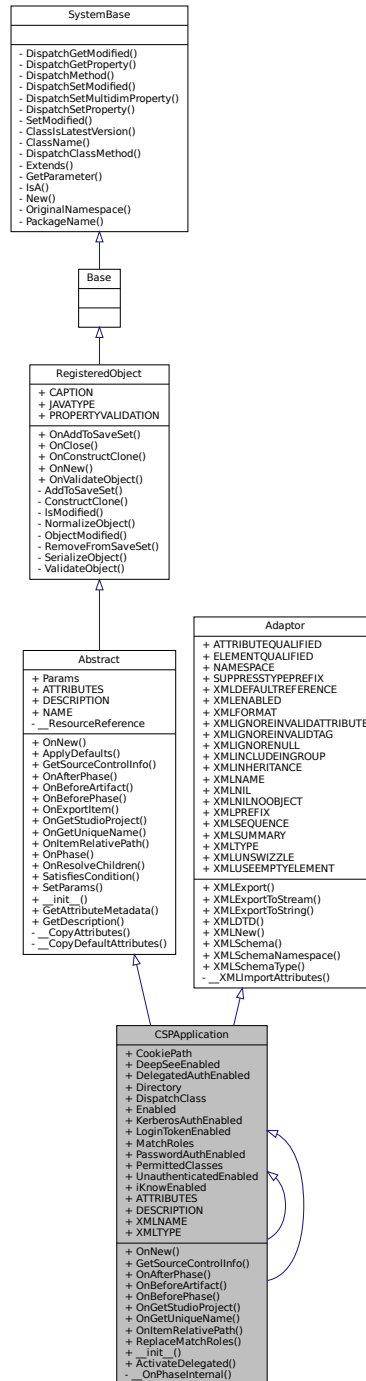 SystemBase
- DispatchGetModified()
- DispatchGetProperty()
- DispatchMethod()
- DispatchSetModified()
- DispatchSetMultidimProperty()
- DispatchSetProperty()
- SetModified()
- ClassIsLatestVersion()
- ClassName()
- DispatchClassMethod()
- Extends()
- GetParameter()
- IsA()
- New()
- OriginalNamespace()
- PackageName()
Base
RegisteredObject
+ CAPTION
+ JAVATYPE
+ PROPERTYVALIDATION
+ OnAddToSaveSet()
+ OnClose()
+ OnConstructClone()
+ OnNew()
+ OnValidateObject()
- AddToSaveSet()
- ConstructClone()
- IsModified()
- NormalizeObject()
- ObjectModified()
- RemoveFromSaveSet()
- SerializeObject()
- ValidateObject()
Abstract
+ Params
+ ATTRIBUTES
+ DESCRIPTION
+ NAME
- __ResourceReference
+ OnNew()
+ ApplyDefaults()
+ GetSourceControlInfo()
+ OnAfterPhase()
+ OnBeforeArtifact()
+ OnBeforePhase()
+ OnExportItem()
+ OnGetStudioProject()
+ OnGetUniqueName()
+ OnItemRelativePath()
+ OnPhase()
+ OnResolveChildren()
+ SatisfiesCondition()
+ SetParams()
+ __init__()
+ GetAttributeMetadata()
+ GetDescription()
- __CopyAttributes()
- __CopyDefaultAttributes()
Adaptor
+ ATTRIBUTEQUALIFIED
+ ELEMENTQUALIFIED
+ NAMESPACE
+ SUPPRESSTYPEPREFIX
+ XMLDEFAULTREFERENCE
+ XMLENABLED
+ XMLFORMAT
+ XMLIGNOREINVALIDATTRIBUTE
+ XMLIGNOREINVALIDTAG
+ XMLIGNORENULL
+ XMLINCLUDEINGROUP
+ XMLINHERITANCE
+ XMLNAME
+ XMLNIL
+ XMLNILNOOBJECT
+ XMLPREFIX
+ XMLSEQUENCE
+ XMLSUMMARY
+ XMLTYPE
+ XMLUNSWIZZLE
+ XMLUSEEMPTYELEMENT
+ XMLExport()
+ XMLExportToStream()
+ XMLExportToString()
+ XMLDTD()
+ XMLNew()
+ XMLSchema()
+ XMLSchemaNamespace()
+ XMLSchemaType()
- __XMLImportAttributes()
CSPApplication
+ CookiePath
+ DeepSeeEnabled
+ DelegatedAuthEnabled
+ Directory
+ DispatchClass
+ Enabled
+ KerberosAuthEnabled
+ LoginTokenEnabled
+ MatchRoles
+ PasswordAuthEnabled
+ PermittedClasses
+ UnauthenticatedEnabled
+ iKnowEnabled
+ ATTRIBUTES
+ DESCRIPTION
+ XMLNAME
+ XMLTYPE
+ OnNew()
+ GetSourceControlInfo()
+ OnAfterPhase()
+ OnBeforeArtifact()
+ OnBeforePhase()
+ OnGetStudioProject()
+ OnGetUniqueName()
+ OnItemRelativePath()
+ ReplaceMatchRoles()
+ __init__()
+ ActivateDelegated()
- __OnPhaseInternal()